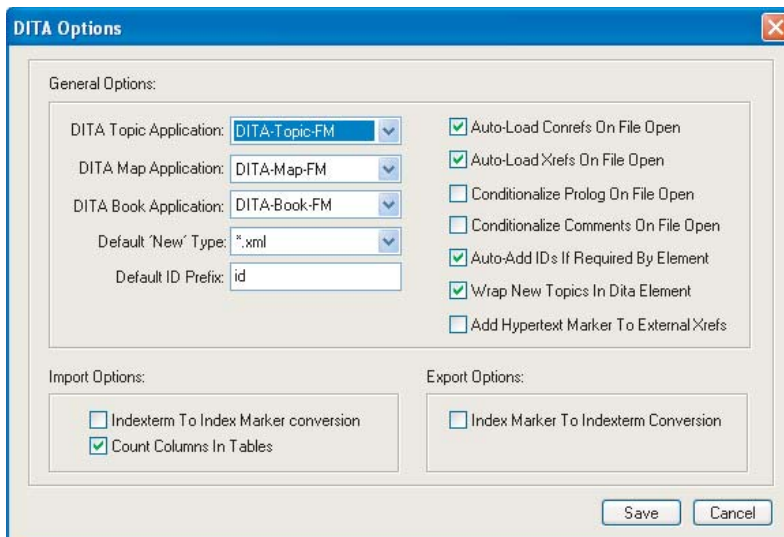 DITA Options
General Options:
DITA Topic Application: DITA-Topic-FM
DITA Map Application: DITA-Map-FM
DITA Book Application: DITA-Book-FM
Default 'New' Type: *.xml
Default ID Prefix: id
Auto-Load Conrefs On File Open
Auto-Load Xrefs On File Open
Conditionalize Prolog On File Open
Conditionalize Comments On File Open
Auto-Add IDs If Required By Element
Wrap New Topics In Dita Element
Add Hypertext Marker To External Xrefs
Import Options:
Indexterm To Index Marker conversion
Count Columns In Tables
Export Options:
Index Marker To Indexterm Conversion
Save
Cancel